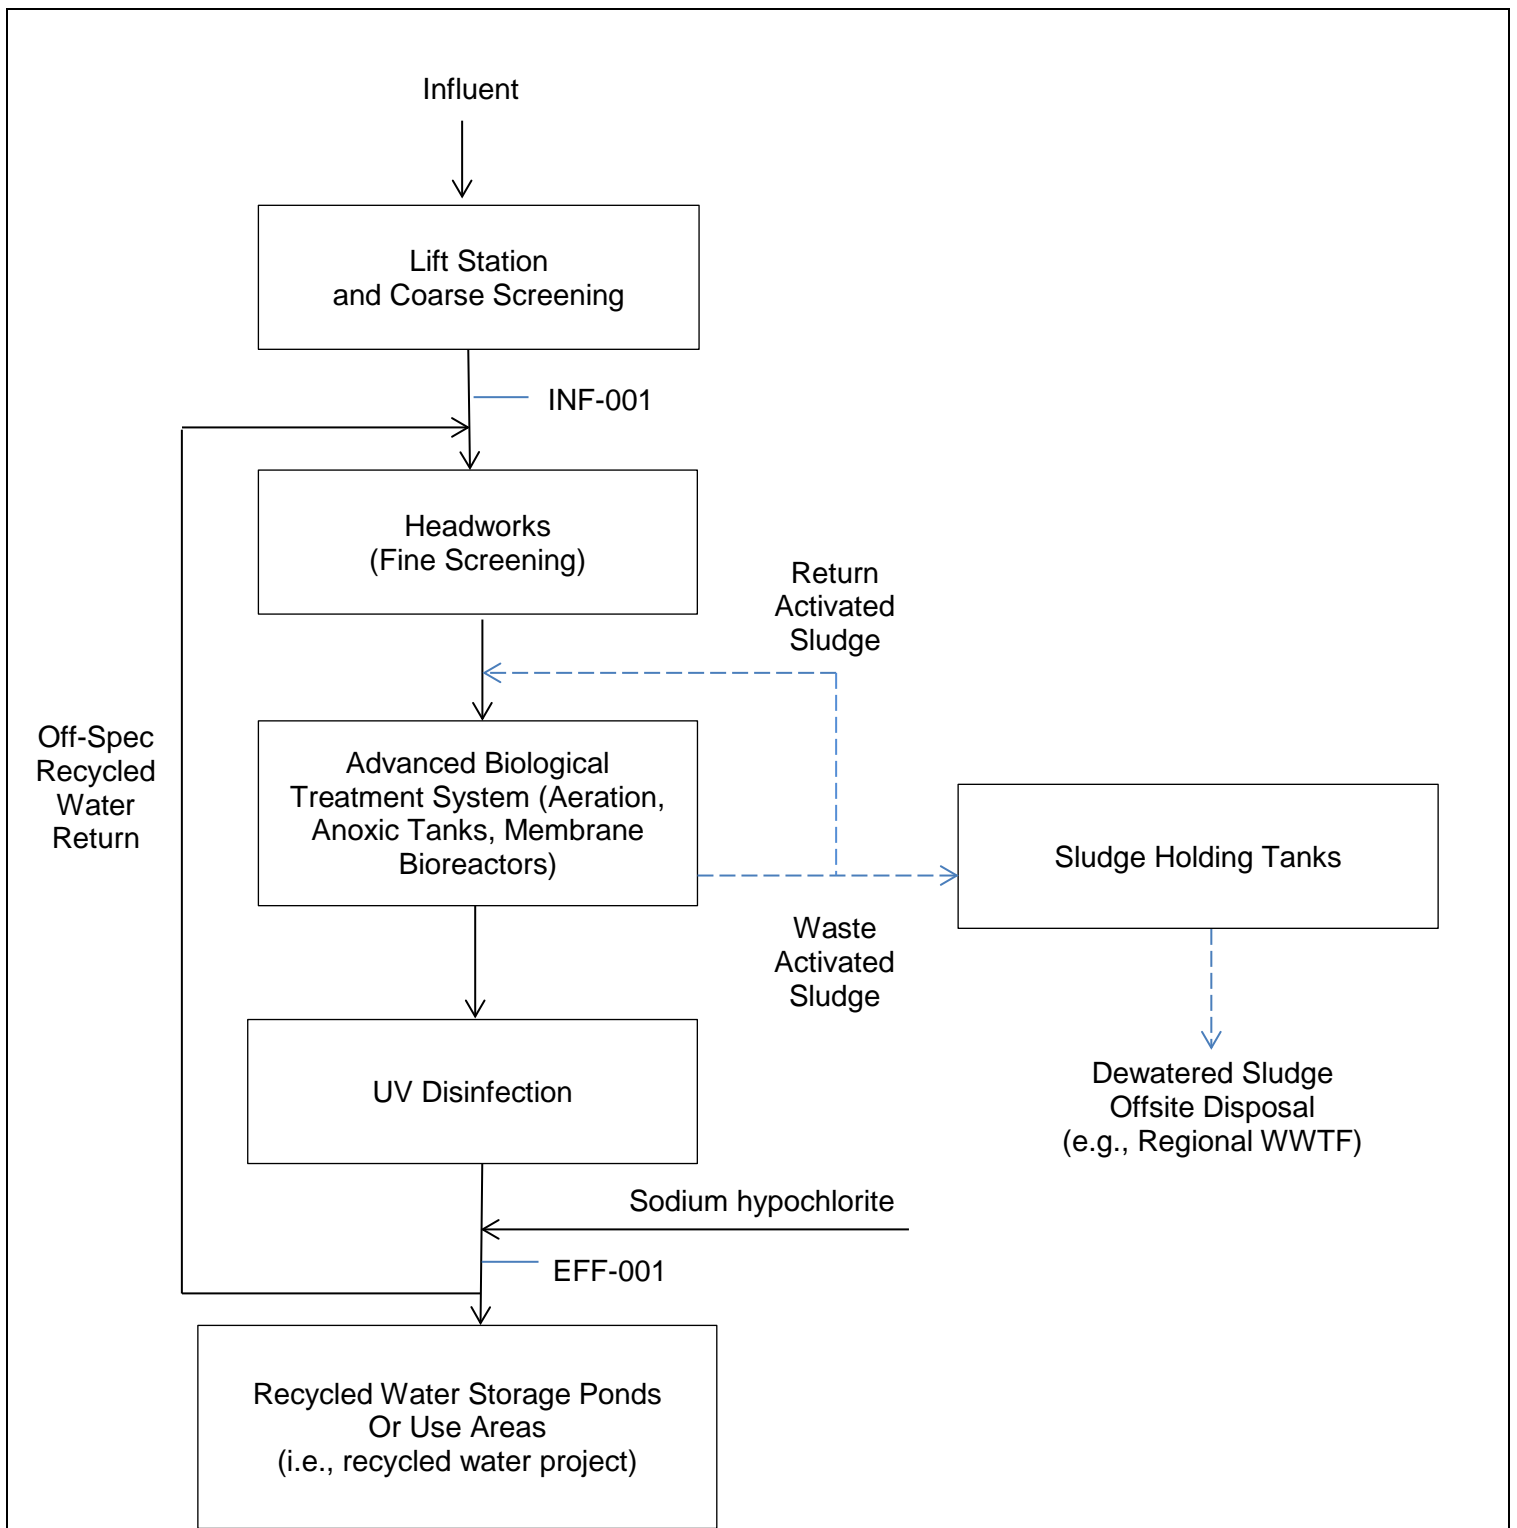 Influent
Lift Station
and Coarse Screening
INF-001
Headworks
(Fine Screening)
Return
Activated
Sludge
Off-Spec
Recycled
Water
Return
Advanced Biological
Treatment System (Aeration,
Anoxic Tanks, Membrane
Bioreactors)
Sludge Holding Tanks
Waste
Activated
Sludge
UV Disinfection
Dewatered Sludge
Offsite Disposal
(e.g., Regional WWTF)
Sodium hypochlorite
EFF-001
Recycled Water Storage Ponds
Or Use Areas
(i.e., recycled water project)